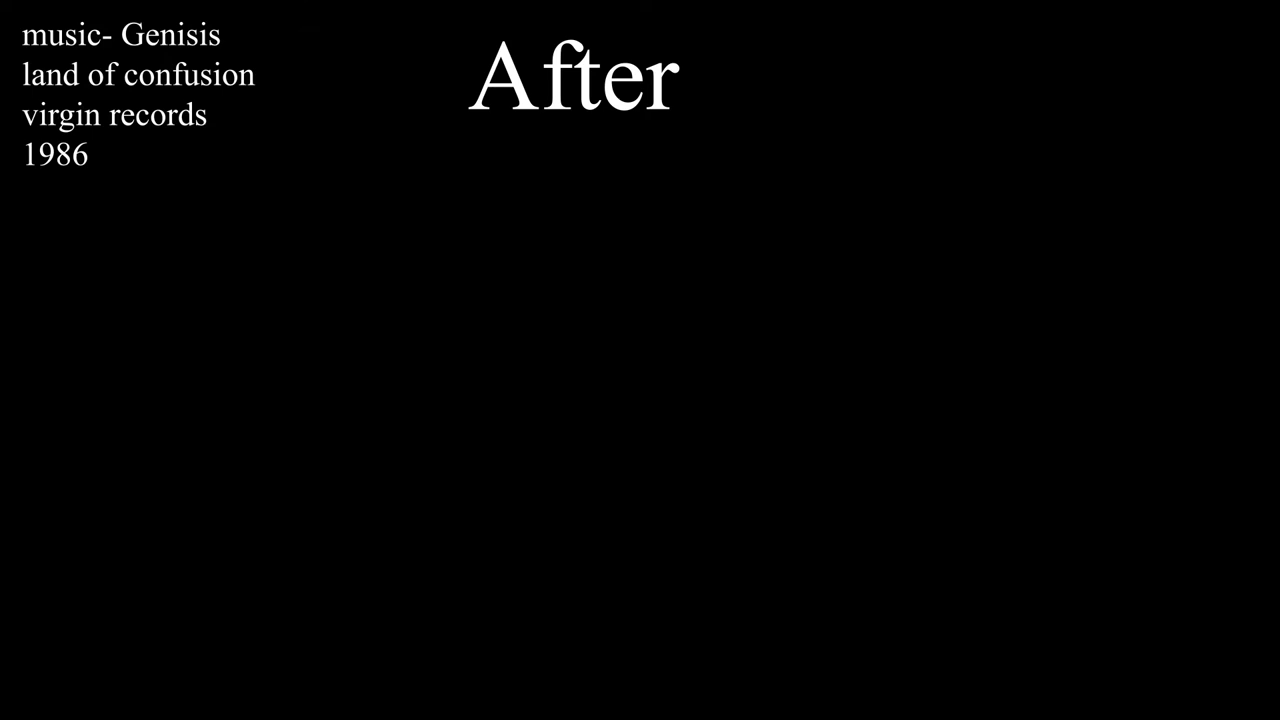 music- Genisis
land of confusion
virgin records
1986
After